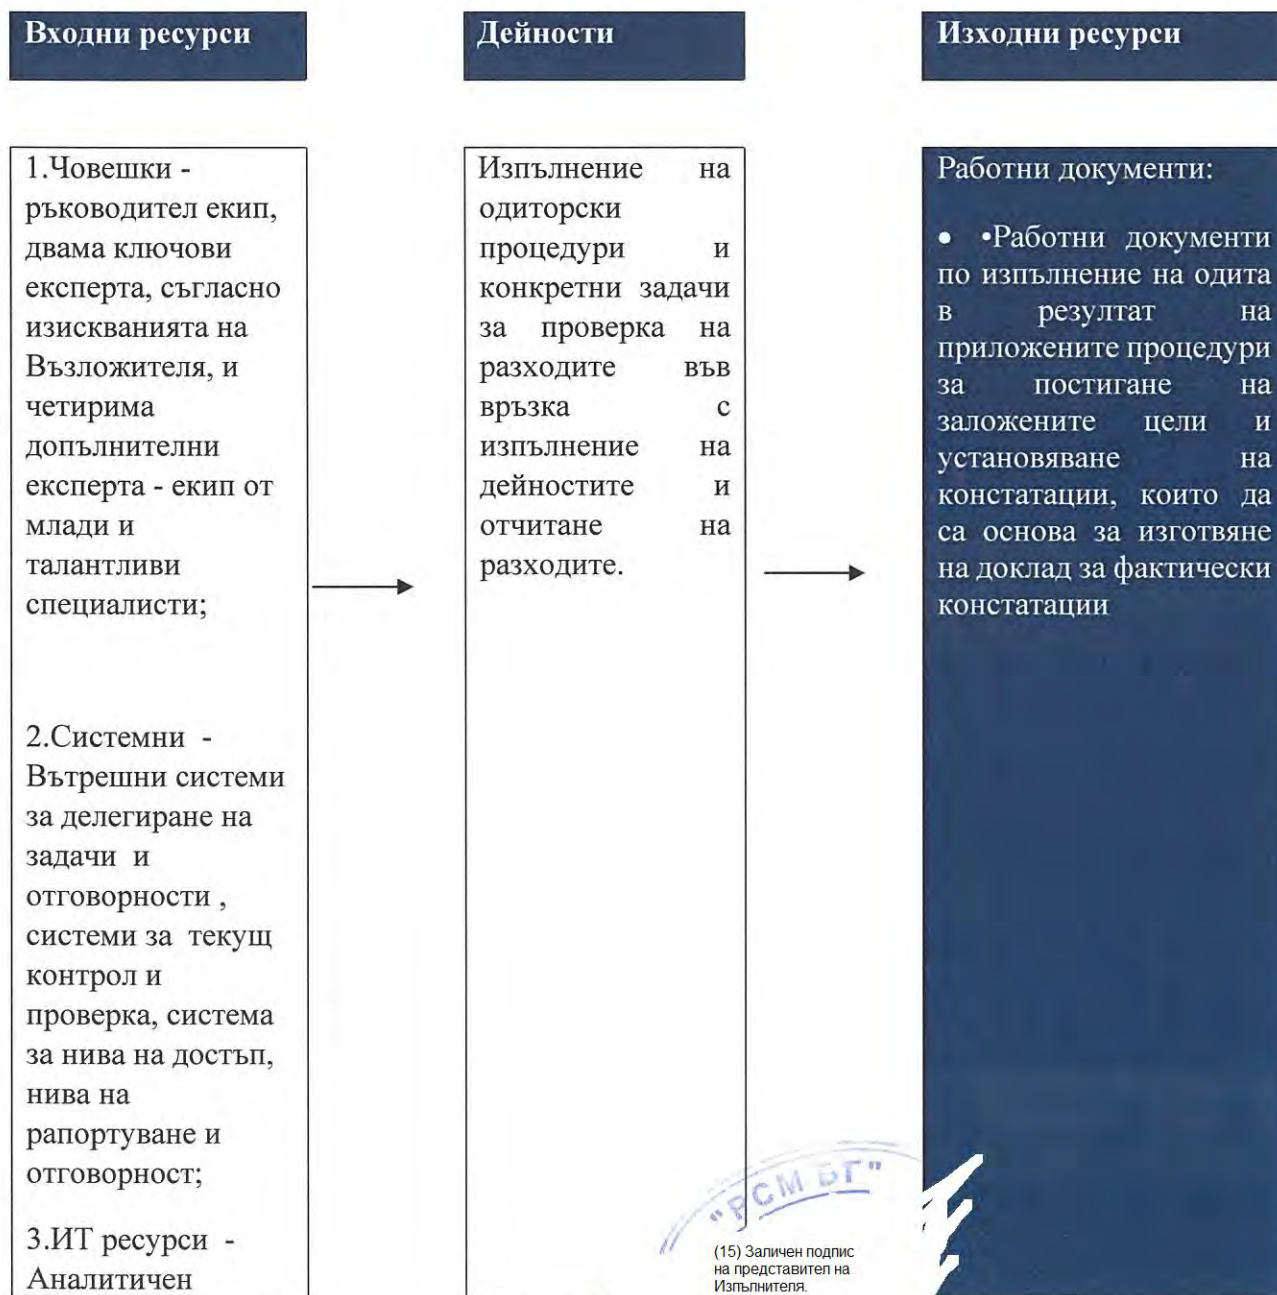 Входни ресурси
Дейности
Изходни ресурси
1.Човешки -
ръководител екип,
двама ключови
експерта, съгласно
изискванията на
Възложителя, и
четирима
допълнителни
експерта - екип от
млади и
талантливи
специалисти;
2.Системни -
Вътрешни системи
за делегиране на
задачи и
отговорности ,
системи за текущ
контрол и
проверка, система
за нива на достъп,
нива на
рапортуване и
отговорност;
3.ИТ ресурси -
Аналитичен
Изпълнение на
одиторски
процедури и
конкретни задачи
за проверка на
разходите във
връзка с
изпълнение на
дейностите и
отчитане на
разходите.
Работни документи:
• •Работни документи
по изпълнение на одита
в резултат на
приложените процедури
за постигане на
заложените цели и
установяване на
констатации, които да
са основа за изготвяне
на доклад за фактически
констатации
"РСМ БГ"
(15) Заличен подпис
на представител на
Изпълнителя.